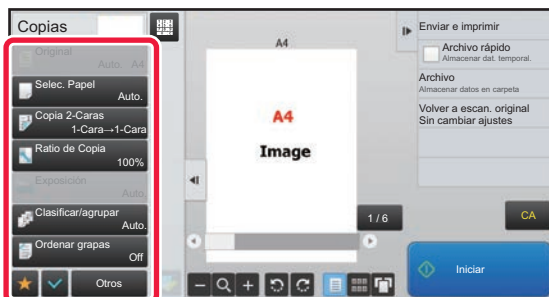 Copias
Original
Auto. A4
Selec. Papel
Auto.
Copia 2-Caras
1-Cara→1-Cara
Ratio de Copia
100%
Exposición
Auto.
Clasificar/agrupar
Auto.
Ordenar grapas
Off
Otros
A4
A4
Image
1 / 6
Enviar e imprimir
Archivo rápido
Almacenar dat. temporal.
Archivo
Almacenar datos en carpeta
Volver a escan. original
Sin cambiar ajustes
CA
Iniciar